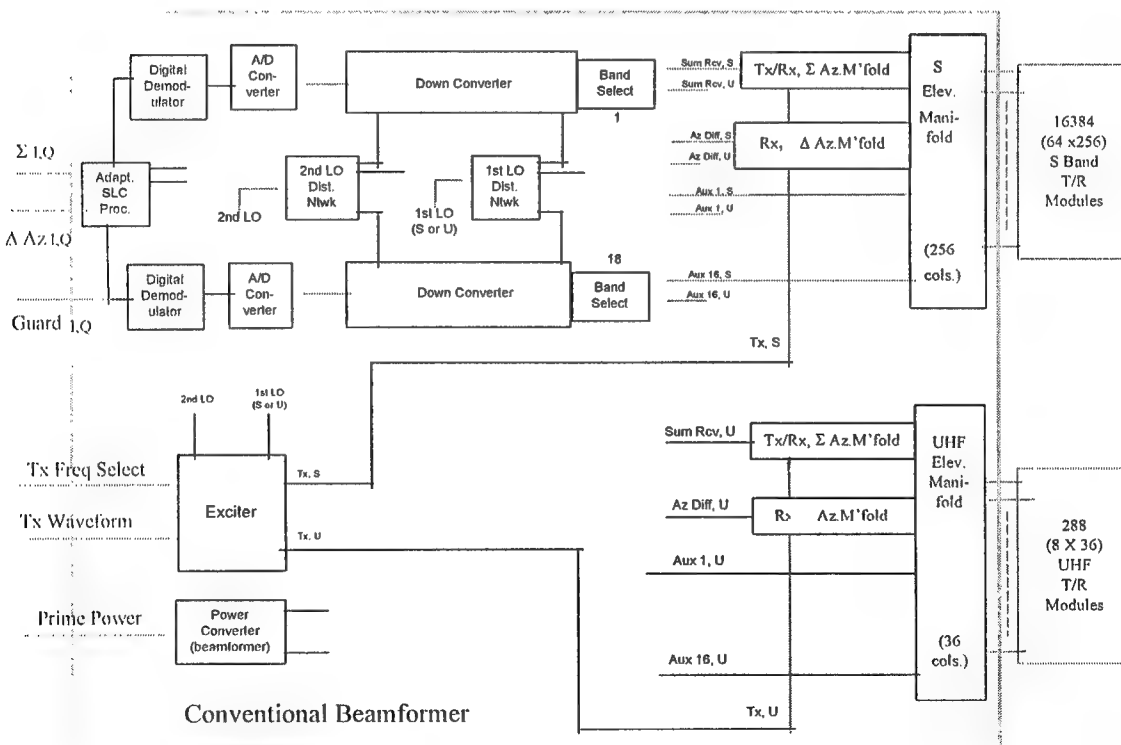 Digital
Demod-
ulator
A/D
Con-
verter
Down Converter
Band
Select
1
Sum Rcv, S
Sum Rcv, U
Tx/Rx, Σ Az.M'fold
S
Elev.
Mani-
fold
(256
cols.)
16384
(64 x256)
S Band
T/R
Modules
Az Diff, S
Az Diff, U
Rx, Δ Az.M'fold
Aux 1, S
Aux 1, U
Σ I,Q
Adapt.
SLC
Proc.
Δ Az I,Q
2nd LO
2nd LO
Dist.
Ntwk
1st LO
(S or U)
1st LO
Dist.
Ntwk
Guard I,Q
Digital
Demod-
ulator
A/D
Con-
verter
Down Converter
18
Band
Select
Aux 16, S
Aux 16, U
Tx, S
2nd LO
1st LO
(S or U)
Tx Freq Select
Tx Waveform
Exciter
Tx, S
Tx, U
Prime Power
Power
Converter
(beamformer)
Sum Rcv, U
Tx/Rx, Σ Az.M'fold
Az Diff, U
Rx Az.M'fold
Aux 1, U
Aux 16, U
Tx, U
UHF
Elev.
Mani-
fold
(36
cols.)
288
(8 X 36)
UHF
T/R
Modules
Conventional Beamformer